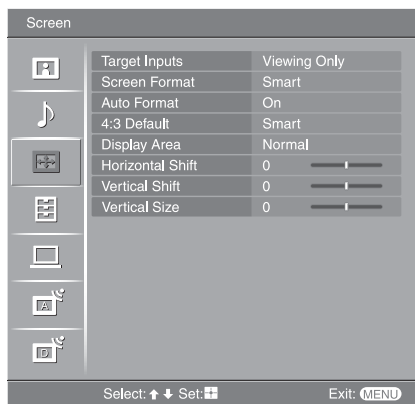 Screen
Target Inputs Viewing Only
Screen Format Smart
Auto Format On
4:3 Default Smart
Display Area Normal
Horizontal Shift 0
Vertical Shift 0
Vertical Size 0
A
D
Select: Set: Exit: MENU